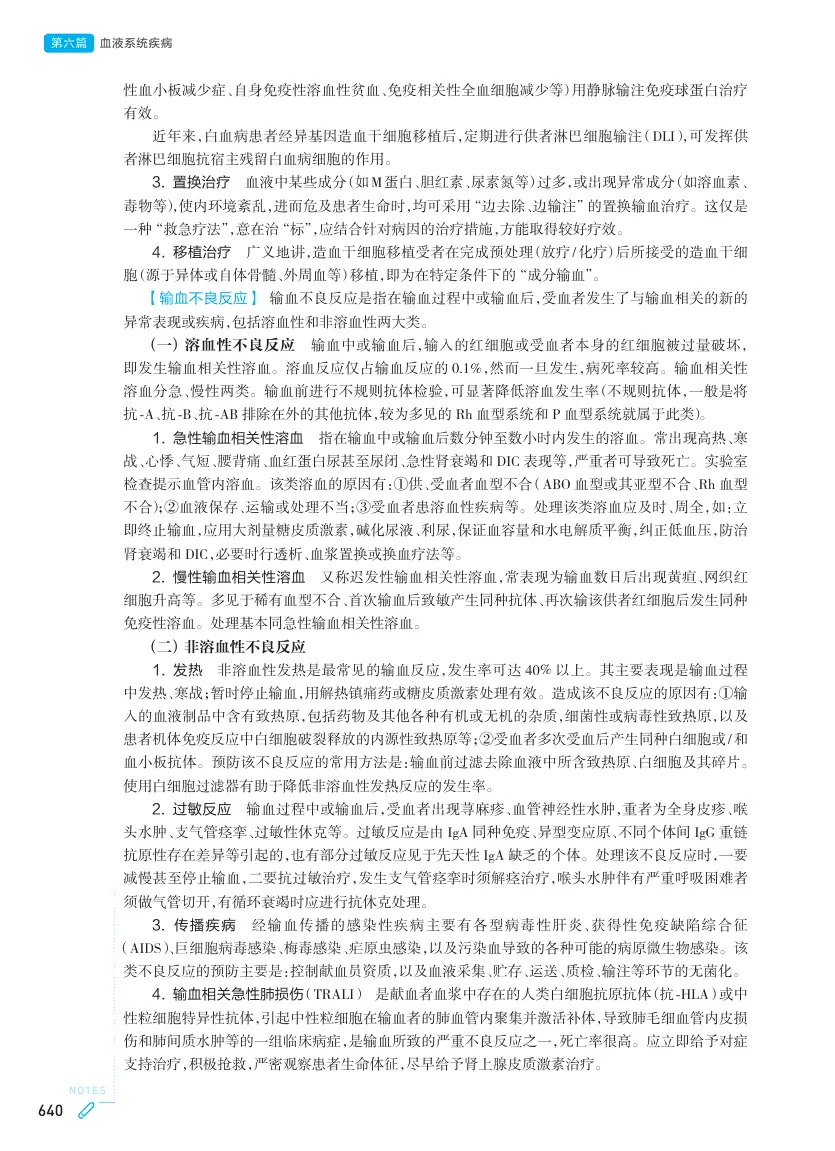 第六篇 血液系统疾病
性血小板减少症、自身免疫性溶血性贫血、免疫相关性全血细胞减少等)用静脉输注免疫球蛋白治疗
有效。
近年来,白血病患者经异基因造血干细胞移植后,定期进行供者淋巴细胞输注(DLI),可发挥供
者淋巴细胞抗宿主残留白血病细胞的作用。
3. 置换治疗 血液中某些成分(如M蛋白、胆红素、尿素氮等)过多,或出现异常成分(如溶血素、
毒物等),使内环境紊乱,进而危及患者生命时,均可采用“边去除、边输注”的置换输血治疗。这仅是
一种“救急疗法”,意在治“标”,应结合针对病因的治疗措施,方能取得较好疗效。
4. 移植治疗 广义地讲,造血干细胞移植受者在完成预处理(放疗/化疗)后所接受的造血干细
胞(源于异体或自体骨髓、外周血等)移植,即为在特定条件下的“成分输血”。
【输血不良反应】 输血不良反应是指在输血过程中或输血后,受血者发生了与输血相关的新的
异常表现或疾病,包括溶血性和非溶血性两大类。
(一) 溶血性不良反应 输血中或输血后,输入的红细胞或受血者本身的红细胞被过量破坏,
即发生输血相关性溶血。溶血反应仅占输血反应的 0.1%,然而一旦发生,病死率较高。输血相关性
溶血分急、慢性两类。输血前进行不规则抗体检验,可显著降低溶血发生率(不规则抗体,一般是将
抗-A、抗-B、抗-AB 排除在外的其他抗体,较为多见的 Rh 血型系统和 P 血型系统就属于此类)。
1. 急性输血相关性溶血 指在输血中或输血后数分钟至数小时内发生的溶血。常出现高热、寒
战、心悸、气短、腰背痛、血红蛋白尿甚至尿闭、急性肾衰竭和 DIC 表现等,严重者可导致死亡。实验室
检查提示血管内溶血。该类溶血的原因有:①供、受血者血型不合(ABO 血型或其亚型不合、Rh 血型
不合);②血液保存、运输或处理不当;③受血者患溶血性疾病等。处理该类溶血应及时、周全,如:立
即终止输血,应用大剂量糖皮质激素,碱化尿液、利尿,保证血容量和水电解质平衡,纠正低血压,防治
肾衰竭和 DIC,必要时行透析、血浆置换或换血疗法等。
2. 慢性输血相关性溶血 又称迟发性输血相关性溶血,常表现为输血数日后出现黄疸、网织红
细胞升高等。多见于稀有血型不合、首次输血后致敏产生同种抗体、再次输该供者红细胞后发生同种
免疫性溶血。处理基本同急性输血相关性溶血。
(二) 非溶血性不良反应
1. 发热 非溶血性发热是最常见的输血反应,发生率可达 40% 以上。其主要表现是输血过程
中发热、寒战;暂时停止输血,用解热镇痛药或糖皮质激素处理有效。造成该不良反应的原因有:①输
入的血液制品中含有致热原,包括药物及其他各种有机或无机的杂质,细菌性或病毒性致热原,以及
患者机体免疫反应中白细胞破裂释放的内源性致热原等;②受血者多次受血后产生同种白细胞或/和
血小板抗体。预防该不良反应的常用方法是:输血前过滤去除血液中所含致热原、白细胞及其碎片。
使用白细胞过滤器有助于降低非溶血性发热反应的发生率。
2. 过敏反应 输血过程中或输血后,受血者出现荨麻疹、血管神经性水肿,重者为全身皮疹、喉
头水肿、支气管痉挛、过敏性休克等。过敏反应是由 IgA 同种免疫、异型变应原、不同个体间 IgG 重链
抗原性存在差异等引起的,也有部分过敏反应见于先天性 IgA 缺乏的个体。处理该不良反应时,一要
减慢甚至停止输血,二要抗过敏治疗,发生支气管痉挛时须解痉治疗,喉头水肿伴有严重呼吸困难者
须做气管切开,有循环衰竭时应进行抗休克处理。
3. 传播疾病 经输血传播的感染性疾病主要有各型病毒性肝炎、获得性免疫缺陷综合征
(AIDS)、巨细胞病毒感染、梅毒感染、疟原虫感染,以及污染血导致的各种可能的病原微生物感染。该
类不良反应的预防主要是:控制献血员资质,以及血液采集、贮存、运送、质检、输注等环节的无菌化。
4. 输血相关急性肺损伤(TRALI) 是献血者血浆中存在的人类白细胞抗原抗体(抗-HLA)或中
性粒细胞特异性抗体,引起中性粒细胞在输血者的肺血管内聚集并激活补体,导致肺毛细血管内皮损
伤和肺间质水肿等的一组临床病症,是输血所致的严重不良反应之一,死亡率很高。应立即给予对症
支持治疗,积极抢救,严密观察患者生命体征,尽早给予肾上腺皮质激素治疗。
NOTES
640